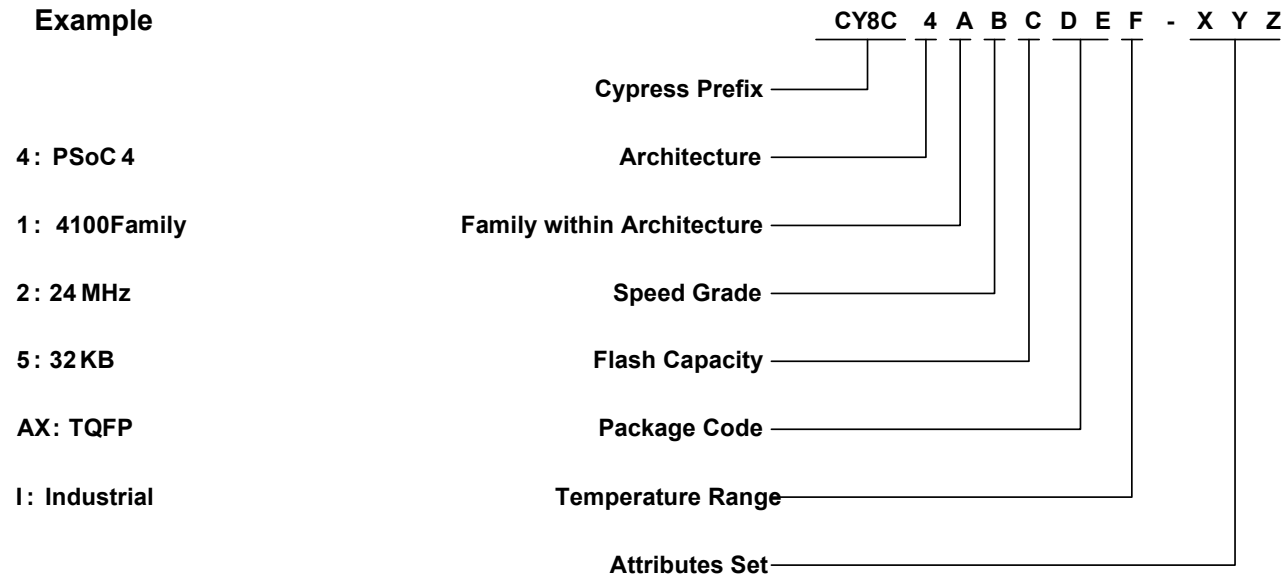 Example CY8C 4 A B C D E F - X Y Z
Cypress Prefix
4: PSoC 4 Architecture
1: 4100Family Family within Architecture
2: 24 MHz Speed Grade
5: 32 KB Flash Capacity
AX: TQFP Package Code
I: Industrial Temperature Range
Attributes Set